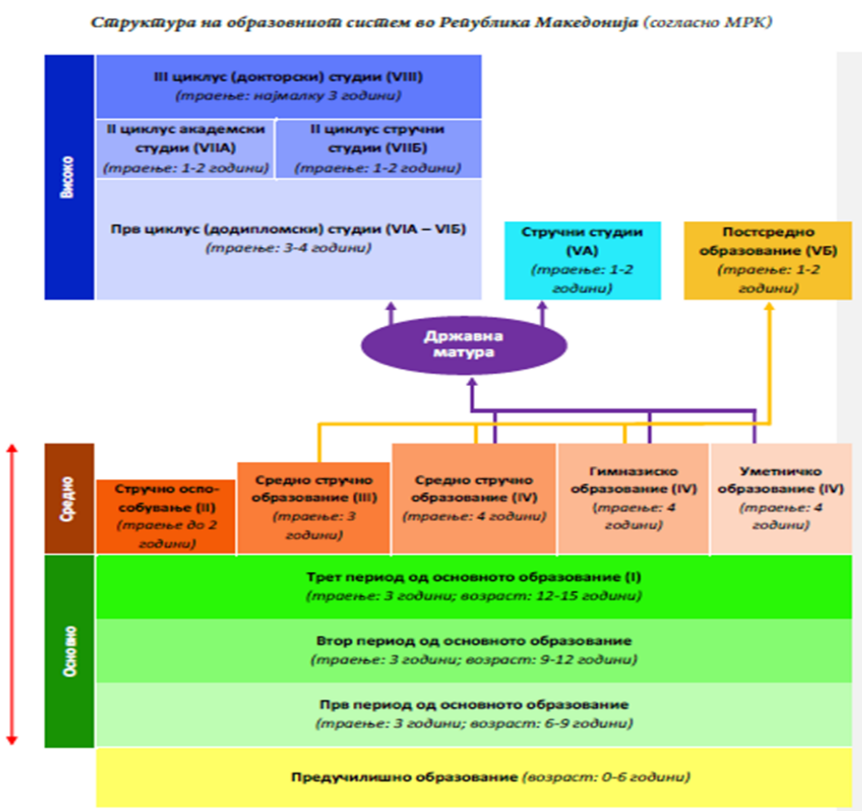 Структура на образовниот систем во Република Македонија (согласно МРК)
Високо
III циклус (докторски) студии (VIII)
(траење: најмалку 3 години)
II циклус академски
студии (VIIА)
(траење: 1-2 години)
II циклус стручни
студии (VIIБ)
(траење: 1-2 години)
Прв циклус (додипломски) студии (VIА – VIБ)
(траење: 3-4 години)
Стручни студии
(VА)
(траење: 1-2
години)
Постсредно
образование (VБ)
(траење: 1-2
години)
Државна
матура
Средно
Стручно оспо-
собување (II)
(траење до 2
години)
Средно стручно
образование (III)
(траење: 3
години)
Средно стручно
образование (IV)
(траење: 4 години)
Гимназиско
образование (IV)
(траење: 4
години)
Уметничко
образование (IV)
(траење: 4
години)
Основно
Трет период од основното образование (I)
(траење: 3 години; возраст: 12-15 години)
Втор период од основното образование
(траење: 3 години; возраст: 9-12 години)
Прв период од основното образование
(траење: 3 години; возраст: 6-9 години)
Предучилишно образование (возраст: 0-6 години)